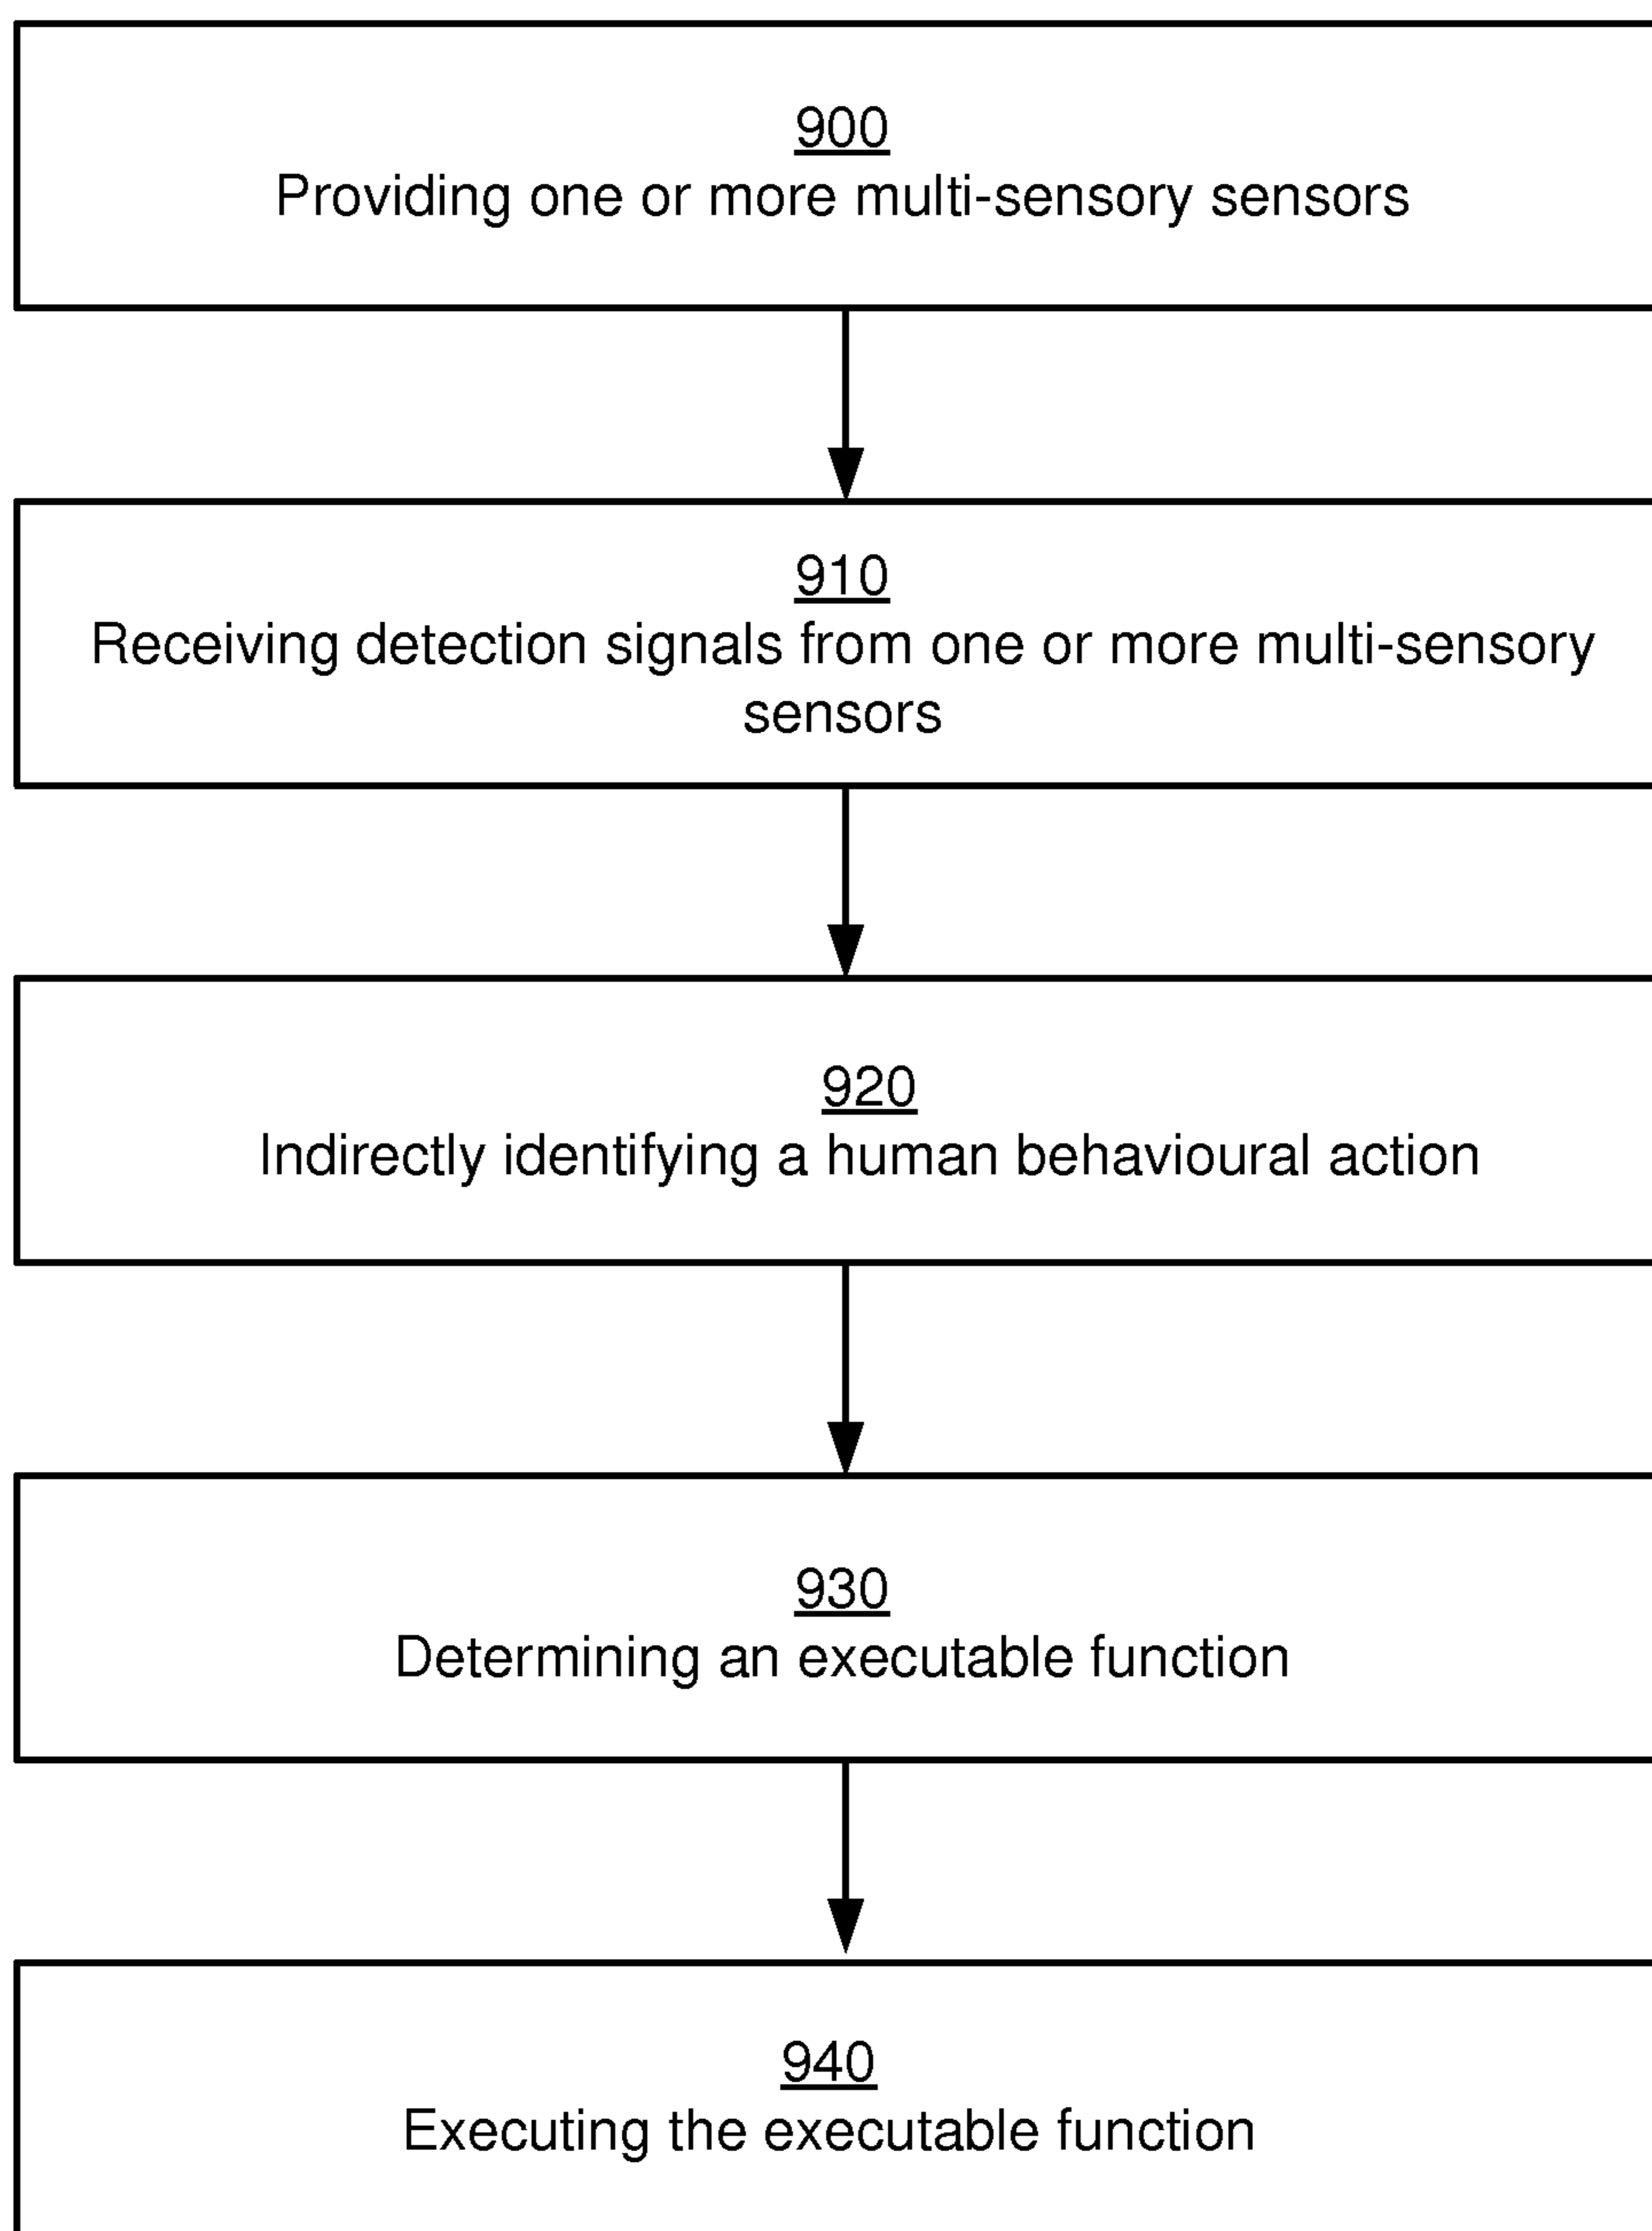 900
Providing one or more multi-sensory sensors
910
Receiving detection signals from one or more multi-sensory
sensors
920
Indirectly identifying a human behavioural action
930
Determining an executable function
940
Executing the executable function